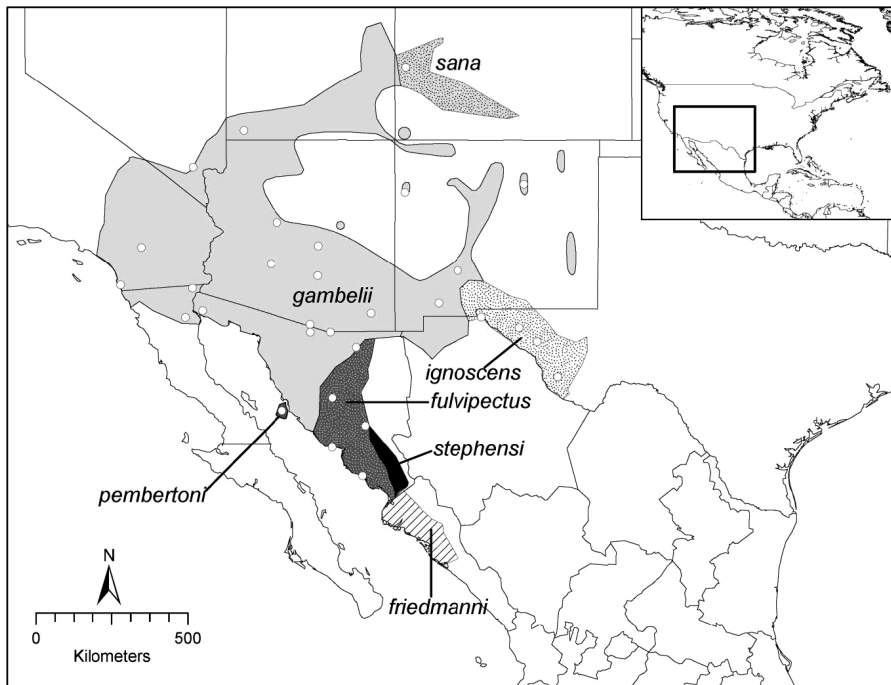 sana
gambelii
ignoscens
fulvipectus
stephensi
pembertoni
friedmanni
N
0 500
Kilometers